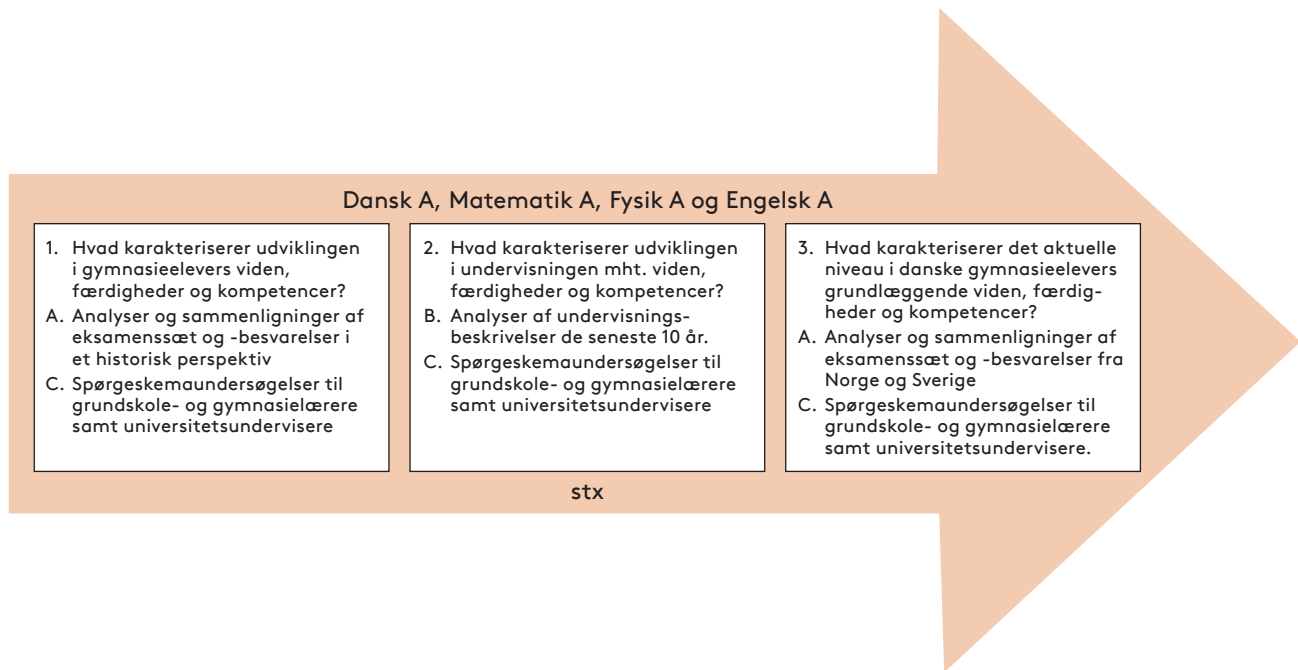 Dansk A, Matematik A, Fysik A og Engelsk A
1. Hvad karakteriserer udviklingen
i gymnasieelevers viden,
færdigheder og kompetencer?
A. Analyser og sammenligninger af
eksamenssæt og -besvarelser i
et historisk perspektiv
C. Spørgeskemaundersøgelser til
grundskole- og gymnasielærere
samt universitetsundervisere
2. Hvad karakteriserer udviklingen
i undervisningen mht. viden,
færdigheder og kompetencer?
B. Analyser af undervisnings-
beskrivelser de seneste 10 år.
C. Spørgeskemaundersøgelser til
grundskole- og gymnasielærere
samt universitetsundervisere
3. Hvad karakteriserer det aktuelle
niveau i danske gymnasieelevers
grundlæggende viden, færdig-
heder og kompetencer?
A. Analyser og sammenligninger af
eksamenssæt og -besvarelser fra
Norge og Sverige
C. Spørgeskemaundersøgelser til
grundskole- og gymnasielærere
samt universitetsundervisere.
stx